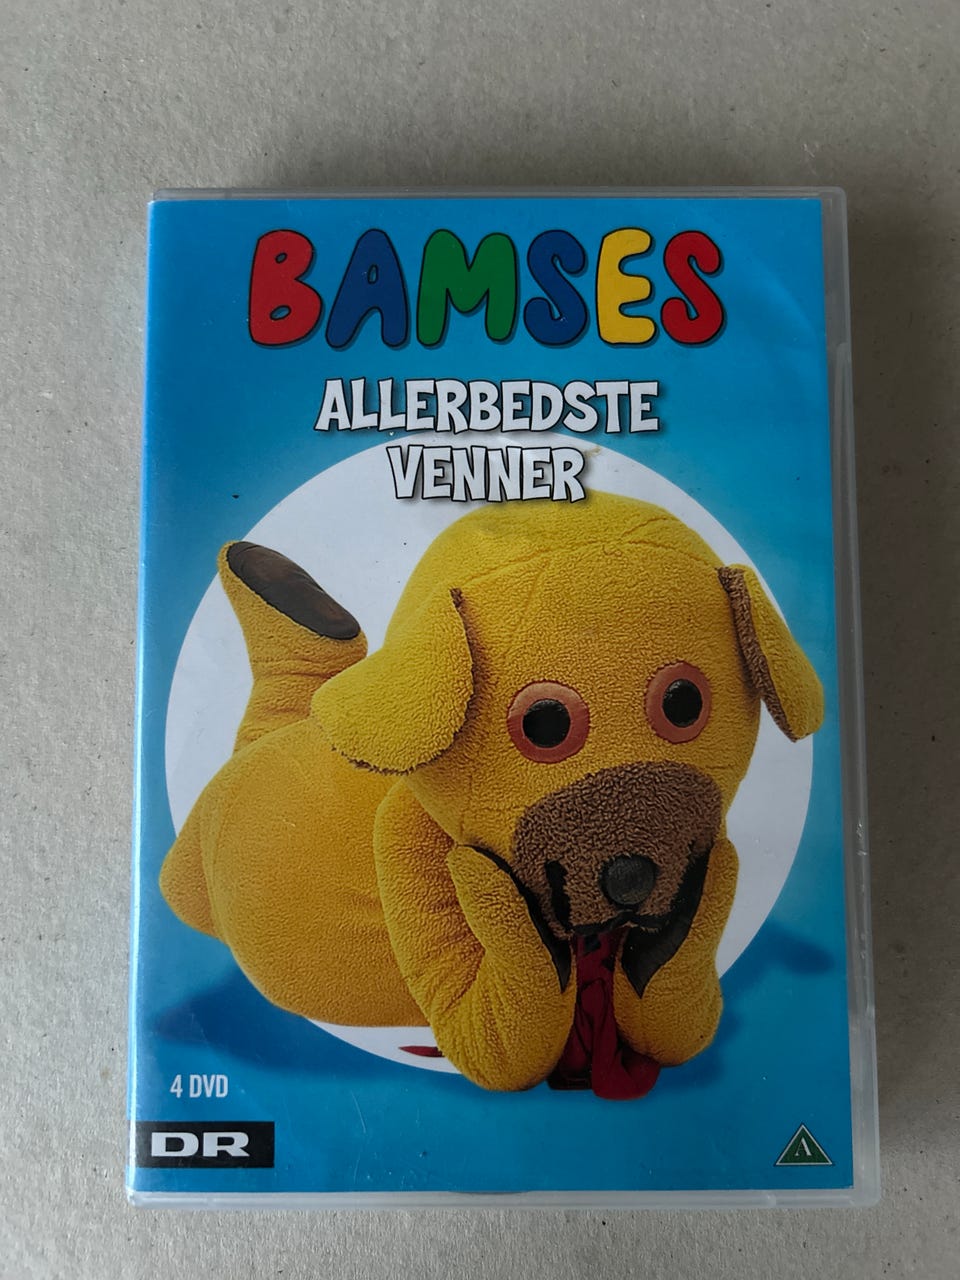 BAMSES
ALLERBEDSTE
VENNER
4 DVD
DR
A